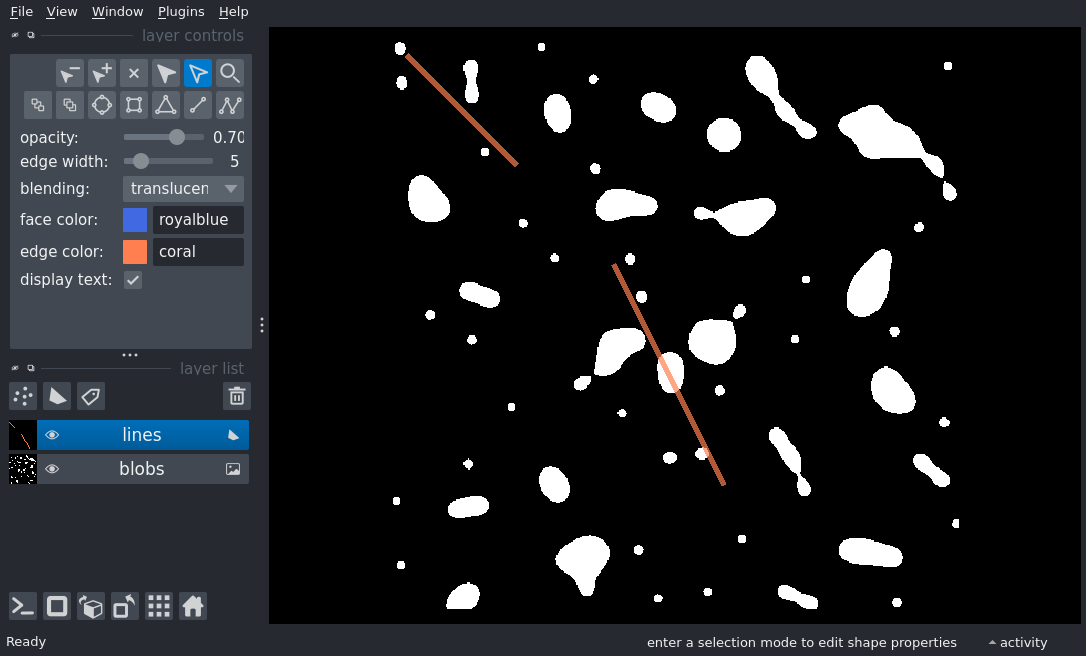 File View Window Plugins Help
layer controls
opacity: 0.70
edge width: 5
blending: translucen
face color: royalblue
edge color: coral
display text:
layer list
lines
blobs
Ready enter a selection mode to edit shape properties activity